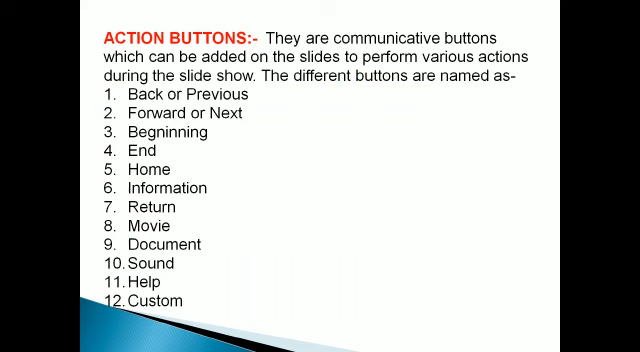 ACTION BUTTONS:- They are communicative buttons
which can be added on the slides to perform various actions
during the slide show. The different buttons are named as-
1. Back or Previous
2. Forward or Next
3. Begninning
4. End
5. Home
6. Information
7. Return
8. Movie
9. Document
10. Sound
11. Help
12. Custom